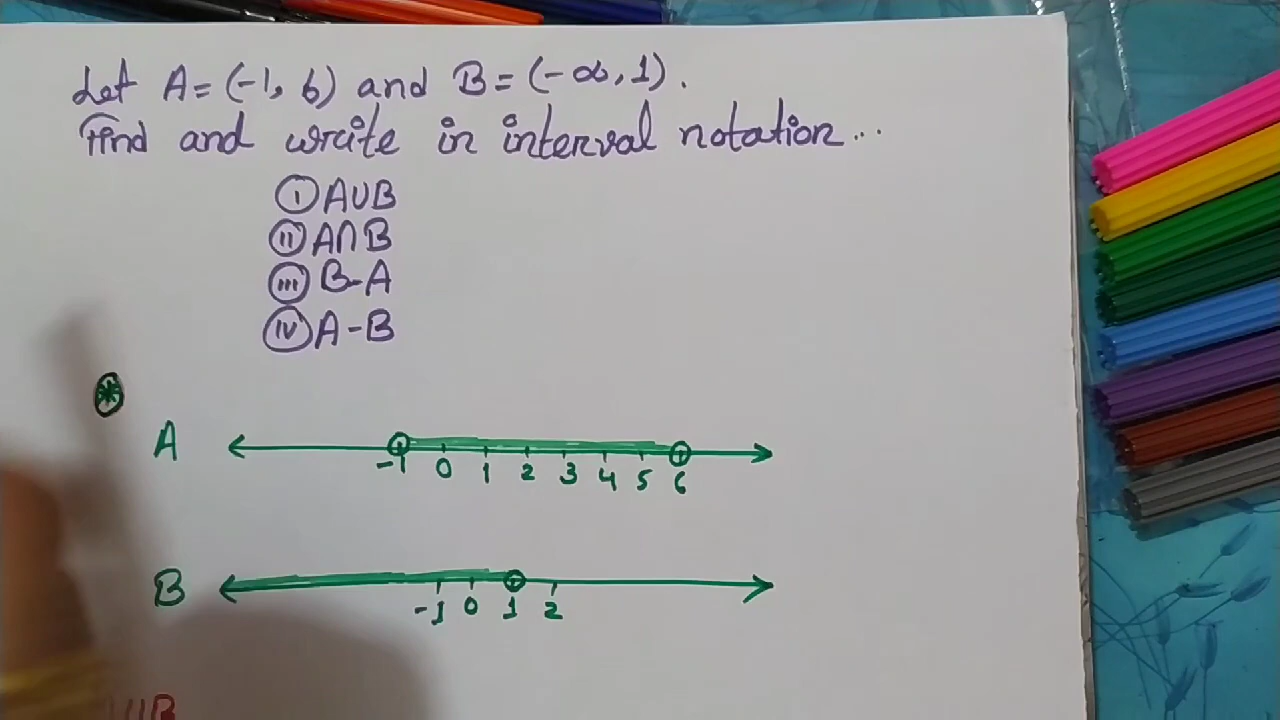 Let A = (-1, 6) and B = (-∞, 1).
Find and write in interval notation...
(i) A∪B
(ii) A∩B
(iii) B-A
(iv) A-B
A
-1 0 1 2 3 4 5 6
B
-1 0 1 2